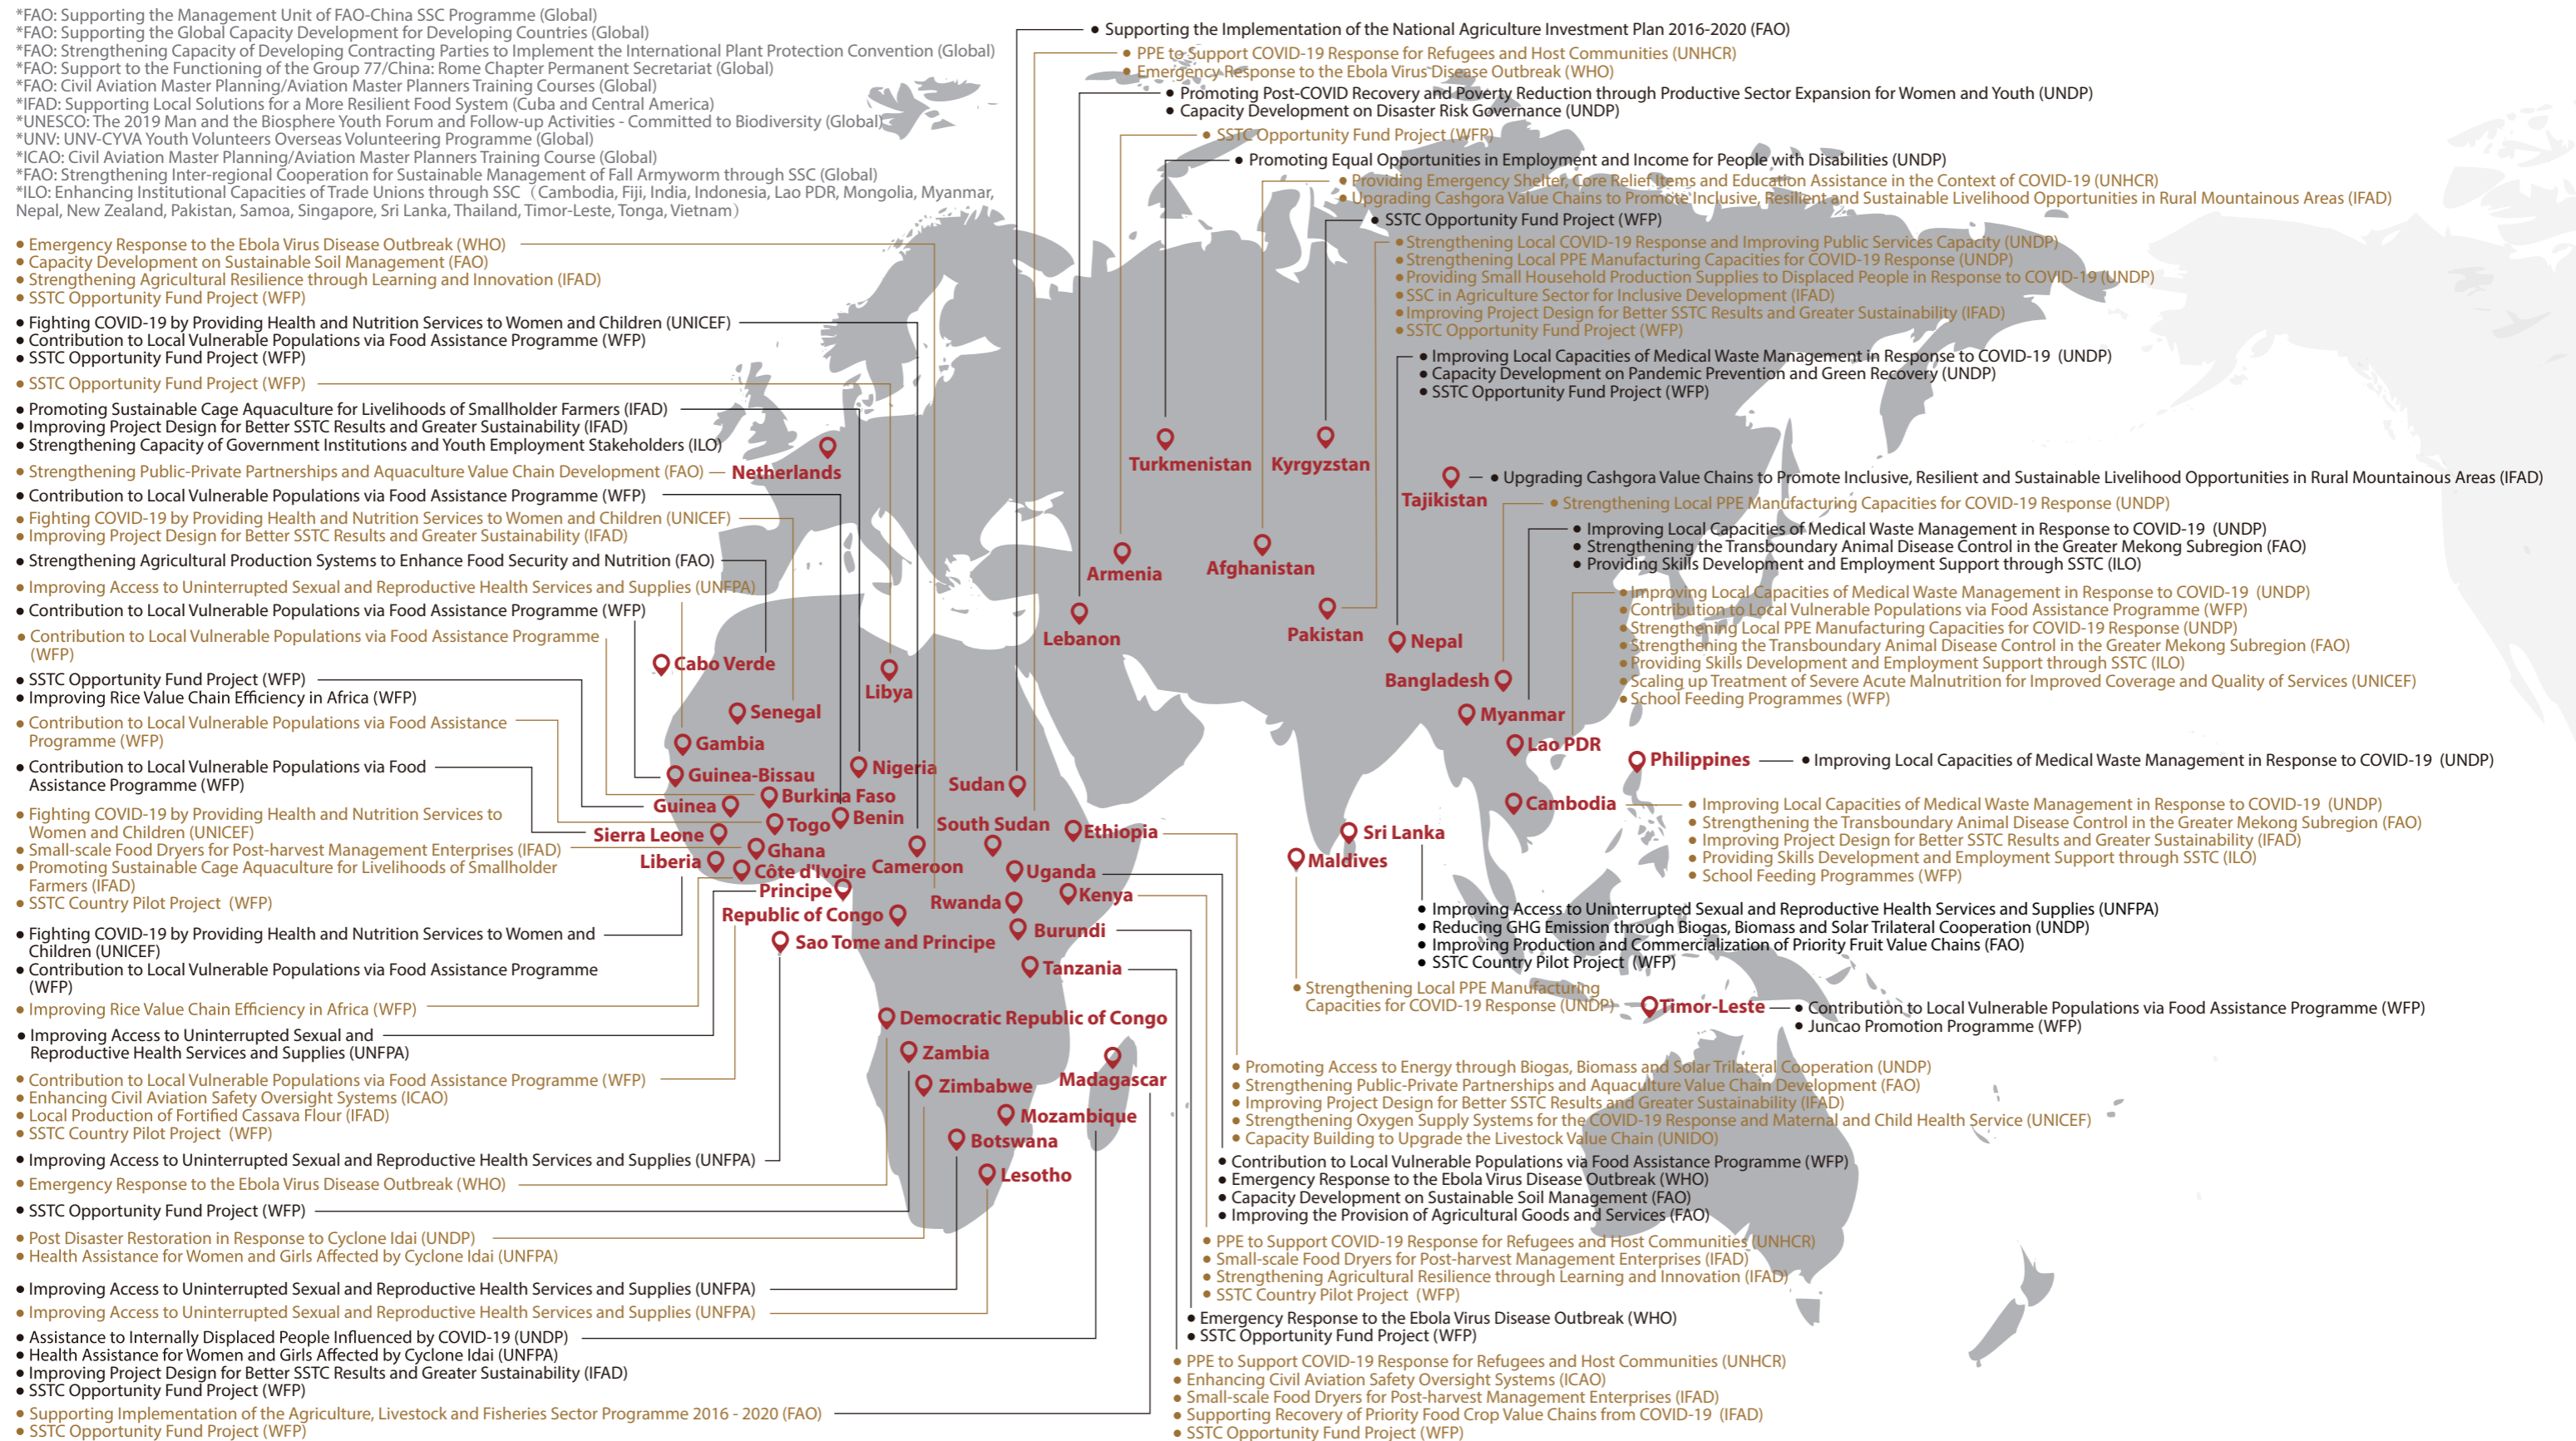 *FAO: Supporting the Management Unit of FAO-China SSC Programme (Global)
*FAO: Supporting the Global Capacity Development for Developing Countries (Global)
*FAO: Strengthening Capacity of Developing Contracting Parties to Implement the International Plant Protection Convention (Global)
*FAO: Support to the Functioning of the Group 77/China: Rome Chapter Permanent Secretariat (Global)
*FAO: Civil Aviation Master Planning/Aviation Master Planners Training Courses (Global)
*IFAD: Supporting Local Solutions for a More Resilient Food System (Cuba and Central America)
*UNESCO: The 2019 Man and the Biosphere Youth Forum and Follow-up Activities - Committed to Biodiversity (Global)
*UNV: UNV-CYVA Youth Volunteers Overseas Volunteering Programme (Global)
*ICAO: Civil Aviation Master Planning/Aviation Master Planners Training Course (Global)
*FAO: Strengthening Inter-regional Cooperation for Sustainable Management of Fall Armyworm through SSC (Global)
*ILO: Enhancing Institutional Capacities of Trade Unions through SSC（Cambodia, Fiji, India, Indonesia, Lao PDR, Mongolia, Myanmar,
Nepal, New Zealand, Pakistan, Samoa, Singapore, Sri Lanka, Thailand, Timor-Leste, Tonga, Vietnam）
● Emergency Response to the Ebola Virus Disease Outbreak (WHO)
● Capacity Development on Sustainable Soil Management (FAO)
● Strengthening Agricultural Resilience through Learning and Innovation (IFAD)
● SSTC Opportunity Fund Project (WFP)
● Fighting COVID-19 by Providing Health and Nutrition Services to Women and Children (UNICEF)
● Contribution to Local Vulnerable Populations via Food Assistance Programme (WFP)
● SSTC Opportunity Fund Project (WFP)
● SSTC Opportunity Fund Project (WFP)
● Promoting Sustainable Cage Aquaculture for Livelihoods of Smallholder Farmers (IFAD)
● Improving Project Design for Better SSTC Results and Greater Sustainability (IFAD)
● Strengthening Capacity of Government Institutions and Youth Employment Stakeholders (ILO)
● Strengthening Public-Private Partnerships and Aquaculture Value Chain Development (FAO)
● Contribution to Local Vulnerable Populations via Food Assistance Programme (WFP)
● Fighting COVID-19 by Providing Health and Nutrition Services to Women and Children (UNICEF)
● Improving Project Design for Better SSTC Results and Greater Sustainability (IFAD)
● Strengthening Agricultural Production Systems to Enhance Food Security and Nutrition (FAO)
● Improving Access to Uninterrupted Sexual and Reproductive Health Services and Supplies (UNFPA)
● Contribution to Local Vulnerable Populations via Food Assistance Programme (WFP)
● Contribution to Local Vulnerable Populations via Food Assistance Programme
(WFP)
● SSTC Opportunity Fund Project (WFP)
● Improving Rice Value Chain Efficiency in Africa (WFP)
● Contribution to Local Vulnerable Populations via Food Assistance
Programme (WFP)
● Contribution to Local Vulnerable Populations via Food
Assistance Programme (WFP)
● Fighting COVID-19 by Providing Health and Nutrition Services to
Women and Children (UNICEF)
● Small-scale Food Dryers for Post-harvest Management Enterprises (IFAD)
● Promoting Sustainable Cage Aquaculture for Livelihoods of Smallholder
Farmers (IFAD)
● SSTC Country Pilot Project (WFP)
● Fighting COVID-19 by Providing Health and Nutrition Services to Women and
Children (UNICEF)
● Contribution to Local Vulnerable Populations via Food Assistance Programme
(WFP)
● Improving Rice Value Chain Efficiency in Africa (WFP)
● Improving Access to Uninterrupted Sexual and
Reproductive Health Services and Supplies (UNFPA)
● Contribution to Local Vulnerable Populations via Food Assistance Programme (WFP)
● Enhancing Civil Aviation Safety Oversight Systems (ICAO)
● Local Production of Fortified Cassava Flour (IFAD)
● SSTC Country Pilot Project (WFP)
● Improving Access to Uninterrupted Sexual and Reproductive Health Services and Supplies (UNFPA)
● Emergency Response to the Ebola Virus Disease Outbreak (WHO)
● SSTC Opportunity Fund Project (WFP)
● Post Disaster Restoration in Response to Cyclone Idai (UNDP)
● Health Assistance for Women and Girls Affected by Cyclone Idai (UNFPA)
● Improving Access to Uninterrupted Sexual and Reproductive Health Services and Supplies (UNFPA)
● Improving Access to Uninterrupted Sexual and Reproductive Health Services and Supplies (UNFPA)
● Assistance to Internally Displaced People Influenced by COVID-19 (UNDP)
● Health Assistance for Women and Girls Affected by Cyclone Idai (UNFPA)
● Improving Project Design for Better SSTC Results and Greater Sustainability (IFAD)
● SSTC Opportunity Fund Project (WFP)
● Supporting Implementation of the Agriculture, Livestock and Fisheries Sector Programme 2016 - 2020 (FAO)
● SSTC Opportunity Fund Project (WFP)
Netherlands
Cabo Verde
Libya
Senegal
Gambia
Guinea-Bissau
Nigeria
Burkina Faso
Guinea
Benin
Togo
Sierra Leone
Ghana
Liberia
Côte d'Ivoire
Cameroon
Principe
Republic of Congo
Sao Tome and Principe
Sudan
South Sudan
Ethiopia
Uganda
Kenya
Rwanda
Burundi
Tanzania
Democratic Republic of Congo
Zambia
Zimbabwe
Madagascar
Mozambique
Botswana
Lesotho
● Supporting the Implementation of the National Agriculture Investment Plan 2016-2020 (FAO)
● PPE to Support COVID-19 Response for Refugees and Host Communities (UNHCR)
● Emergency Response to the Ebola Virus Disease Outbreak (WHO)
● Promoting Post-COVID Recovery and Poverty Reduction through Productive Sector Expansion for Women and Youth (UNDP)
● Capacity Development on Disaster Risk Governance (UNDP)
● SSTC Opportunity Fund Project (WFP)
● Promoting Equal Opportunities in Employment and Income for People with Disabilities (UNDP)
● Providing Emergency Shelter, Core Relief Items and Education Assistance in the Context of COVID-19 (UNHCR)
● Upgrading Cashgora Value Chains to Promote Inclusive, Resilient and Sustainable Livelihood Opportunities in Rural Mountainous Areas (IFAD)
● SSTC Opportunity Fund Project (WFP)
● Strengthening Local COVID-19 Response and Improving Public Services Capacity (UNDP)
● Strengthening Local PPE Manufacturing Capacities for COVID-19 Response (UNDP)
● Providing Small Household Production Supplies to Displaced People in Response to COVID-19 (UNDP)
● SSC in Agriculture Sector for Inclusive Development (IFAD)
● Improving Project Design for Better SSTC Results and Greater Sustainability (IFAD)
● SSTC Opportunity Fund Project (WFP)
● Improving Local Capacities of Medical Waste Management in Response to COVID-19 (UNDP)
● Capacity Development on Pandemic Prevention and Green Recovery (UNDP)
● SSTC Opportunity Fund Project (WFP)
Turkmenistan
Kyrgyzstan
Tajikistan
● Upgrading Cashgora Value Chains to Promote Inclusive, Resilient and Sustainable Livelihood Opportunities in Rural Mountainous Areas (IFAD)
● Strengthening Local PPE Manufacturing Capacities for COVID-19 Response (UNDP)
● Improving Local Capacities of Medical Waste Management in Response to COVID-19 (UNDP)
● Strengthening the Transboundary Animal Disease Control in the Greater Mekong Subregion (FAO)
● Providing Skills Development and Employment Support through SSTC (ILO)
Armenia
Afghanistan
Lebanon
Pakistan
Nepal
Bangladesh
Myanmar
Lao PDR
● Improving Local Capacities of Medical Waste Management in Response to COVID-19 (UNDP)
● Contribution to Local Vulnerable Populations via Food Assistance Programme (WFP)
● Strengthening Local PPE Manufacturing Capacities for COVID-19 Response (UNDP)
● Strengthening the Transboundary Animal Disease Control in the Greater Mekong Subregion (FAO)
● Providing Skills Development and Employment Support through SSTC (ILO)
● Scaling up Treatment of Severe Acute Malnutrition for Improved Coverage and Quality of Services (UNICEF)
● School Feeding Programmes (WFP)
Philippines
● Improving Local Capacities of Medical Waste Management in Response to COVID-19 (UNDP)
Cambodia
● Improving Local Capacities of Medical Waste Management in Response to COVID-19 (UNDP)
● Strengthening the Transboundary Animal Disease Control in the Greater Mekong Subregion (FAO)
● Improving Project Design for Better SSTC Results and Greater Sustainability (IFAD)
● Providing Skills Development and Employment Support through SSTC (ILO)
● School Feeding Programmes (WFP)
Sri Lanka
Maldives
● Improving Access to Uninterrupted Sexual and Reproductive Health Services and Supplies (UNFPA)
● Reducing GHG Emission through Biogas, Biomass and Solar Trilateral Cooperation (UNDP)
● Improving Production and Commercialization of Priority Fruit Value Chains (FAO)
● SSTC Country Pilot Project (WFP)
● Strengthening Local PPE Manufacturing
Capacities for COVID-19 Response (UNDP)
Timor-Leste
● Contribution to Local Vulnerable Populations via Food Assistance Programme (WFP)
● Juncao Promotion Programme (WFP)
● Promoting Access to Energy through Biogas, Biomass and Solar Trilateral Cooperation (UNDP)
● Strengthening Public-Private Partnerships and Aquaculture Value Chain Development (FAO)
● Improving Project Design for Better SSTC Results and Greater Sustainability (IFAD)
● Strengthening Oxygen Supply Systems for the COVID-19 Response and Maternal and Child Health Service (UNICEF)
● Capacity Building to Upgrade the Livestock Value Chain (UNIDO)
● Contribution to Local Vulnerable Populations via Food Assistance Programme (WFP)
● Emergency Response to the Ebola Virus Disease Outbreak (WHO)
● Capacity Development on Sustainable Soil Management (FAO)
● Improving the Provision of Agricultural Goods and Services (FAO)
● PPE to Support COVID-19 Response for Refugees and Host Communities (UNHCR)
● Small-scale Food Dryers for Post-harvest Management Enterprises (IFAD)
● Strengthening Agricultural Resilience through Learning and Innovation (IFAD)
● SSTC Country Pilot Project (WFP)
● Emergency Response to the Ebola Virus Disease Outbreak (WHO)
● SSTC Opportunity Fund Project (WFP)
● PPE to Support COVID-19 Response for Refugees and Host Communities (UNHCR)
● Enhancing Civil Aviation Safety Oversight Systems (ICAO)
● Small-scale Food Dryers for Post-harvest Management Enterprises (IFAD)
● Supporting Recovery of Priority Food Crop Value Chains from COVID-19 (IFAD)
● SSTC Opportunity Fund Project (WFP)